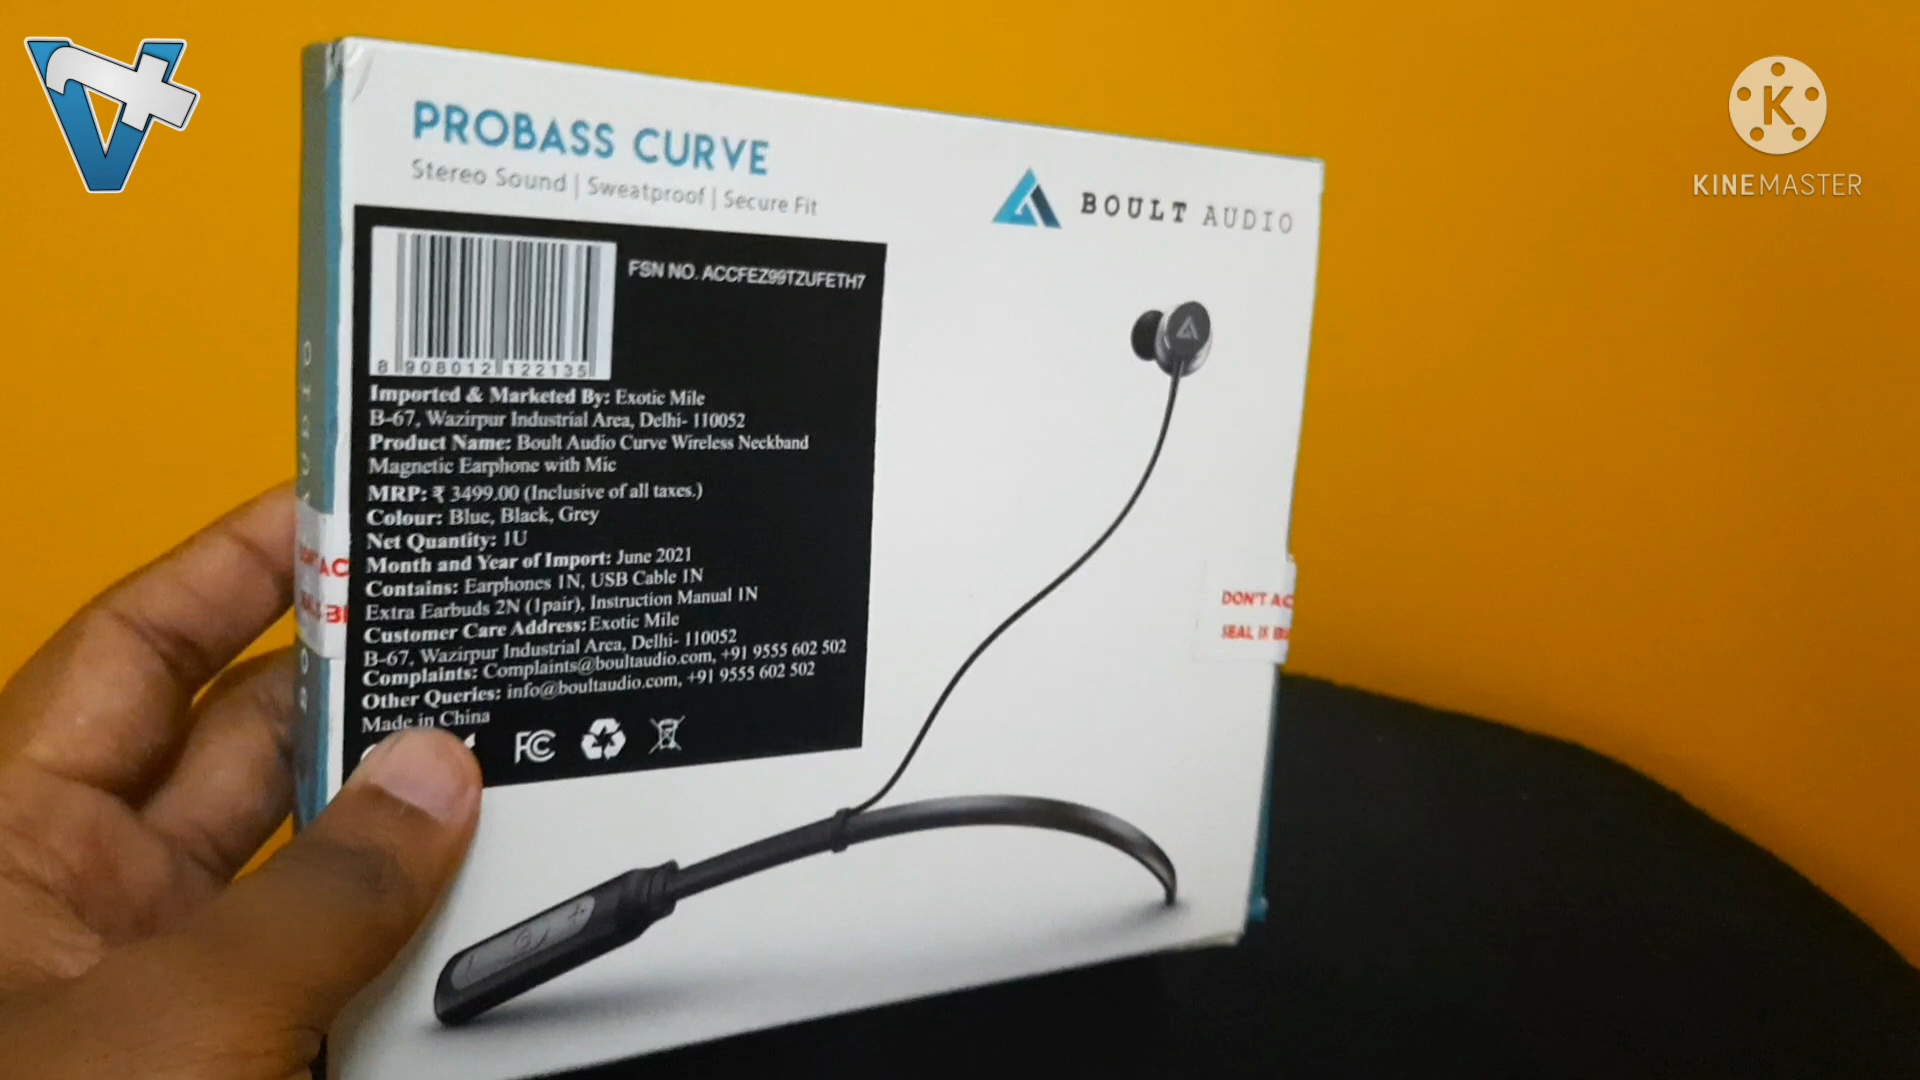 PROBASS CURVE
Stereo Sound | Sweatproof | Secure Fit
BOULT AUDIO
KINEMASTER
FSN NO. ACCFEZ99TZUFETH7
8 908012 122135
Imported & Marketed By: Exotic Mile
B-67, Wazirpur Industrial Area, Delhi- 110052
Product Name: Boult Audio Curve Wireless Neckband
Magnetic Earphone with Mic
MRP: ₹ 3499.00 (Inclusive of all taxes.)
Colour: Blue, Black, Grey
Net Quantity: 1U
Month and Year of Import: June 2021
Contains: Earphones 1N, USB Cable 1N
Extra Earbuds 2N (1pair), Instruction Manual 1N
Customer Care Address: Exotic Mile
B-67, Wazirpur Industrial Area, Delhi- 110052
Complaints: Complaints@boultaudio.com, +91 9555 602 502
Other Queries: info@boultaudio.com, +91 9555 602 502
Made in China
FC
DON'T AC
SEAL IS